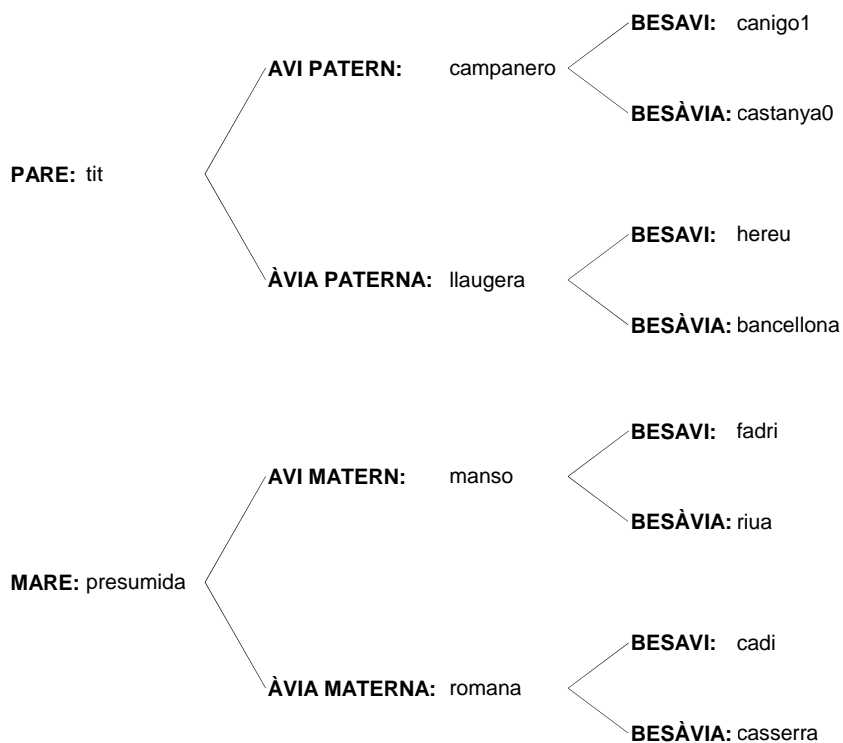 BESAVI: canigo1
AVI PATERN: campanero
BESÀVIA: castanya0
PARE: tit
BESAVI: hereu
ÀVIA PATERNA: llaugera
BESÀVIA: bancellona
BESAVI: fadri
AVI MATERN: manso
BESÀVIA: riua
MARE: presumida
BESAVI: cadi
ÀVIA MATERNA: romana
BESÀVIA: casserra